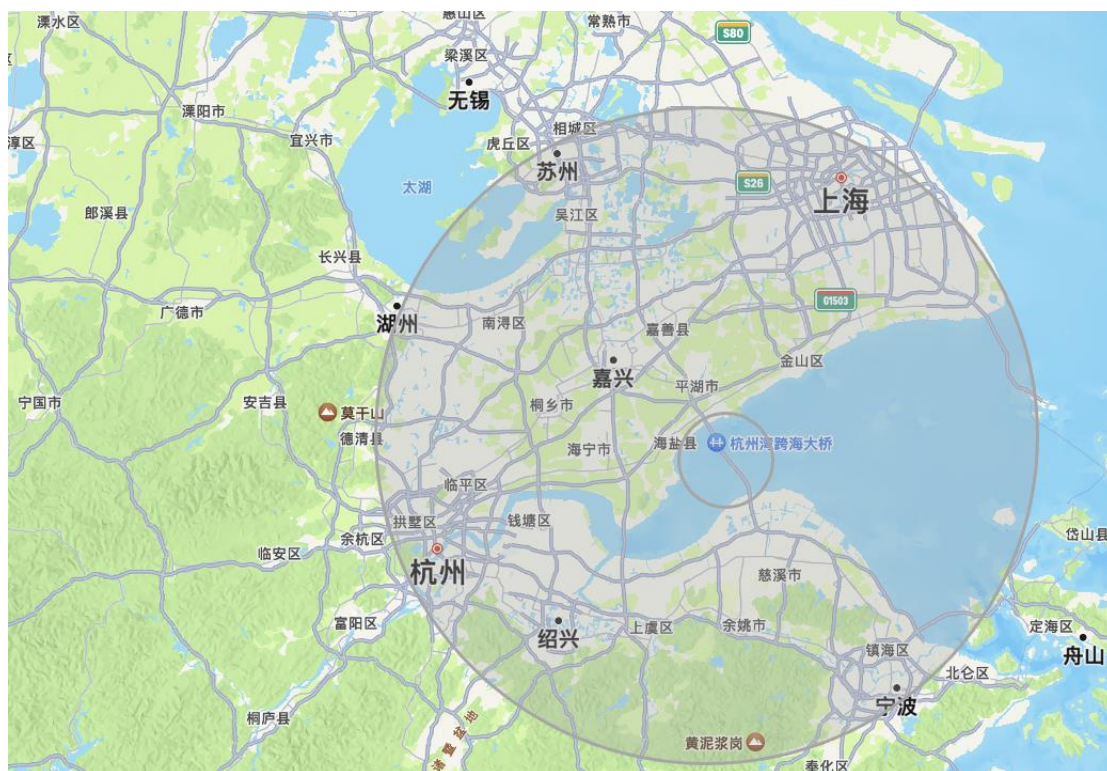 溧水区
惠山区
常熟市
S80
梁溪区
无锡
溧阳市
宜兴市
虎丘区
相城区
淳区
苏州
太湖
S26
上海
郎溪县
吴江区
长兴县
广德市
湖州
南浔区
G1503
嘉善县
金山区
嘉兴
平湖市
宁国市
安吉县
莫干山
德清县
桐乡市
海宁市
海盐县
杭州湾跨海大桥
临平区
拱墅区
钱塘区
临安区
余杭区
杭州
岱山县
慈溪市
富阳区
绍兴
上虞区
余姚市
定海区
镇海区
舟山
北仑区
宁波
桐庐县
黄泥浆岗
奉化区